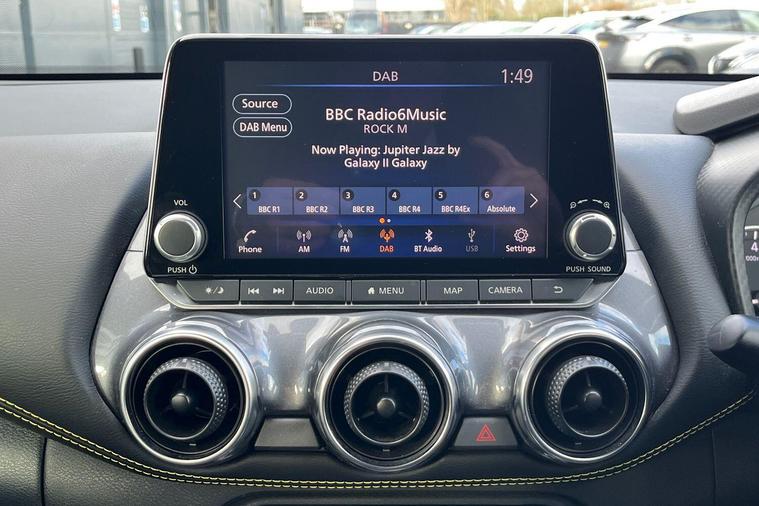 DAB
1:49
Source
DAB Menu
BBC Radio6Music
ROCK M
Now Playing: Jupiter Jazz by
Galaxy II Galaxy
1 2 3 4 5 6
BBC R1 BBC R2 BBC R3 BBC R4 BBC R4Ex Absolute
Phone AM FM DAB BT Audio USB Settings
VOL
PUSH
PUSH SOUND
AUDIO MENU MAP CAMERA